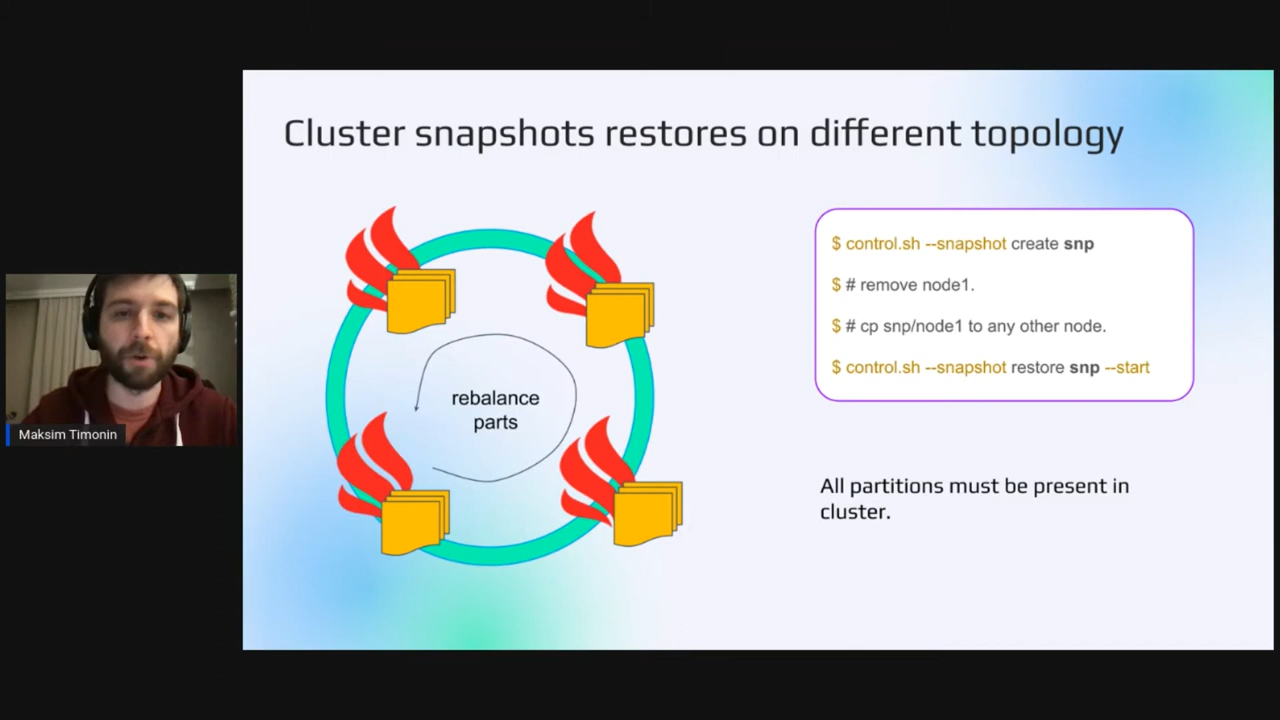 Cluster snapshots restores on different topology
$ control.sh --snapshot create snp
$ # remove node1.
$ # cp snp/node1 to any other node.
$ control.sh --snapshot restore snp --start
rebalance
parts
Maksim Timonin
All partitions must be present in
cluster.